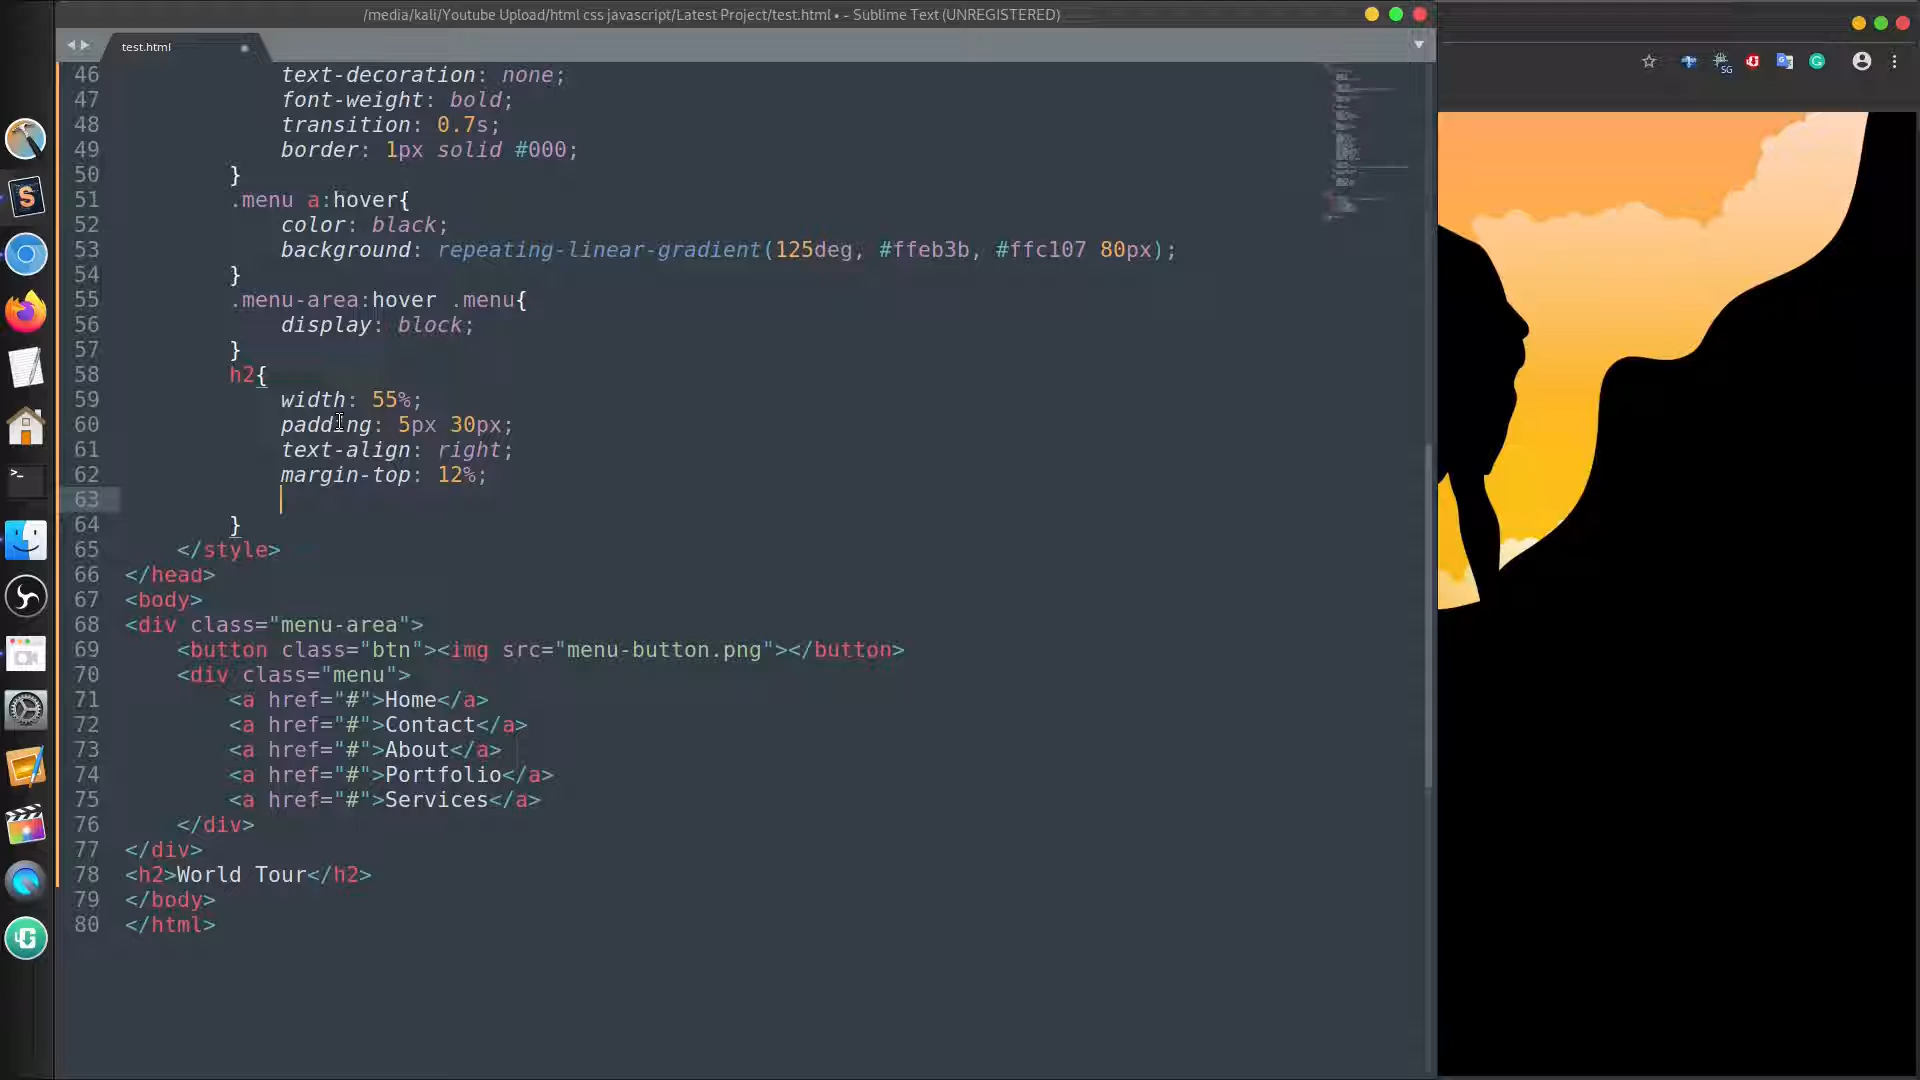 /media/kali/Youtube Upload/html css javascript/Latest Project/test.html • - Sublime Text (UNREGISTERED)
test.html
46 text-decoration: none;
47 font-weight: bold;
48 transition: 0.7s;
49 border: 1px solid #000;
50 }
51 .menu a:hover{
52 color: black;
53 background: repeating-linear-gradient(125deg, #ffeb3b, #ffc107 80px);
54 }
55 .menu-area:hover .menu{
56 display: block;
57 }
58 h2{
59 width: 55%;
60 padding: 5px 30px;
61 text-align: right;
62 margin-top: 12%;
63
64 }
65 </style>
66 </head>
67 <body>
68 <div class="menu-area">
69 <button class="btn"><img src="menu-button.png"></button>
70 <div class="menu">
71 <a href="#">Home</a>
72 <a href="#">Contact</a>
73 <a href="#">About</a>
74 <a href="#">Portfolio</a>
75 <a href="#">Services</a>
76 </div>
77 </div>
78 <h2>World Tour</h2>
79 </body>
80 </html>
SG